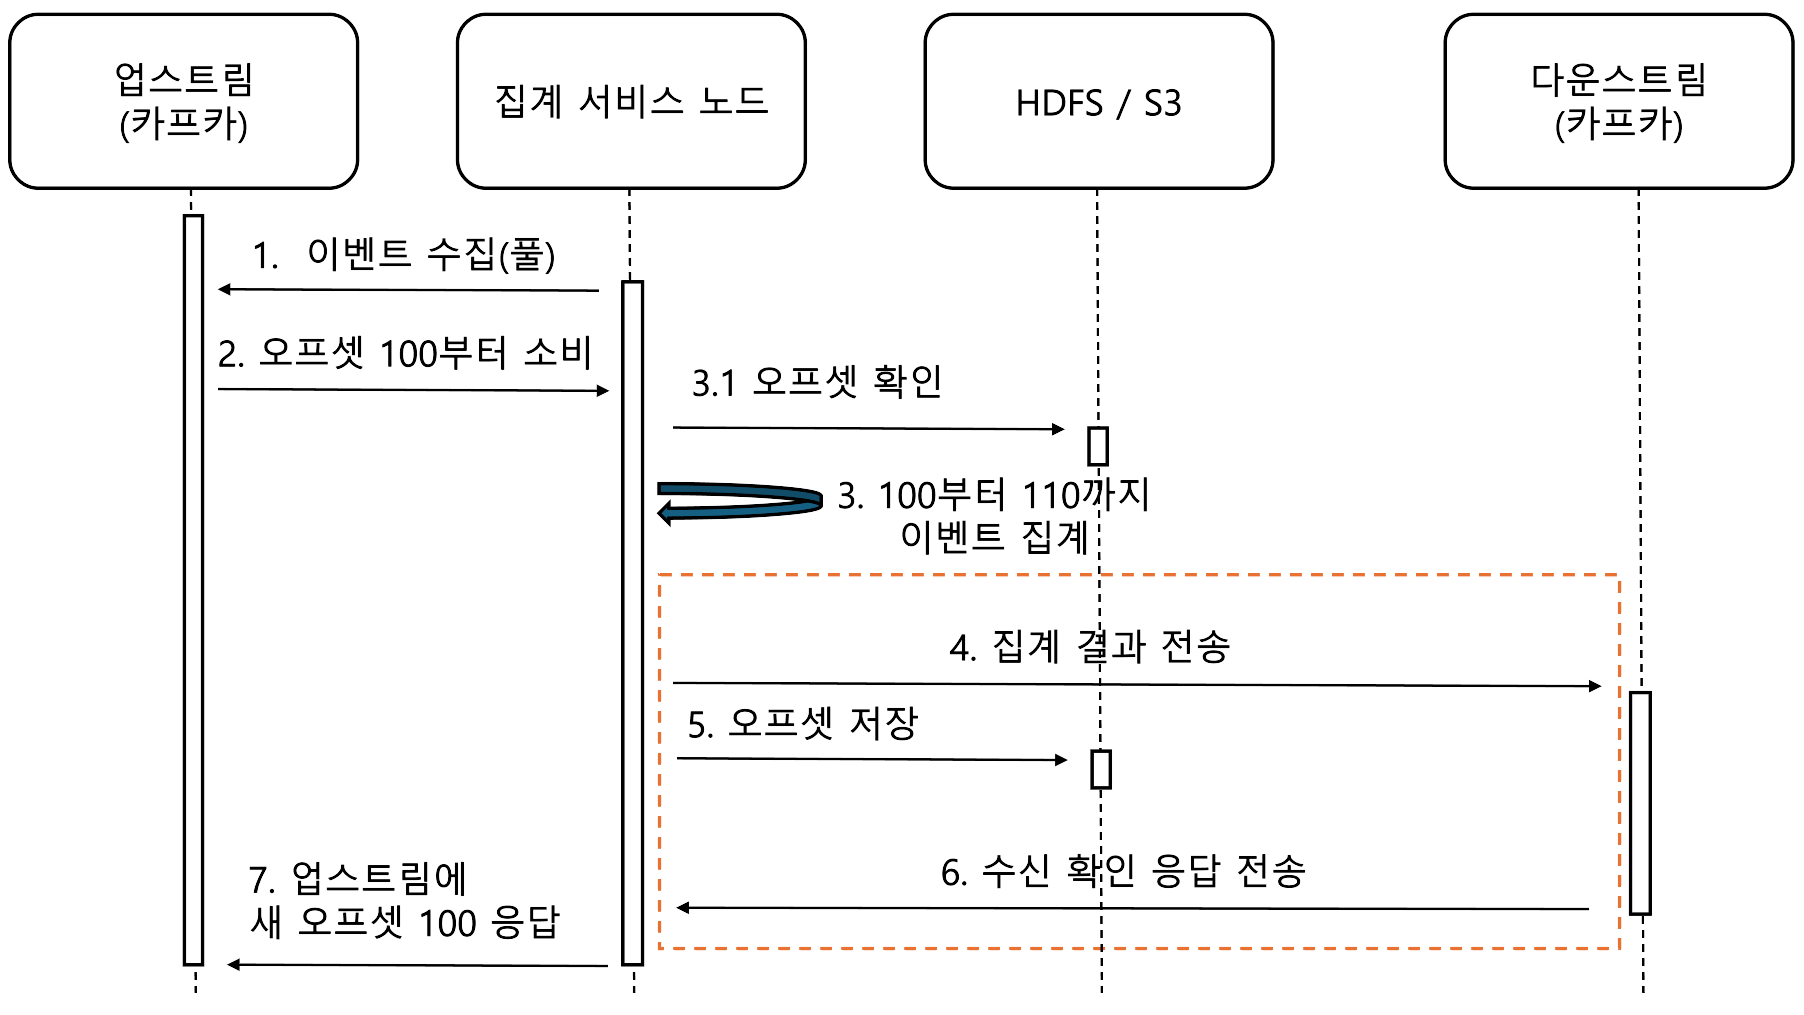 업스트림
(카프카)
집계 서비스 노드
HDFS / S3
다운스트림
(카프카)
1. 이벤트 수집(풀)
2. 오프셋 100부터 소비
3.1 오프셋 확인
3. 100부터 110까지
이벤트 집계
4. 집계 결과 전송
5. 오프셋 저장
6. 수신 확인 응답 전송
7. 업스트림에
새 오프셋 100 응답